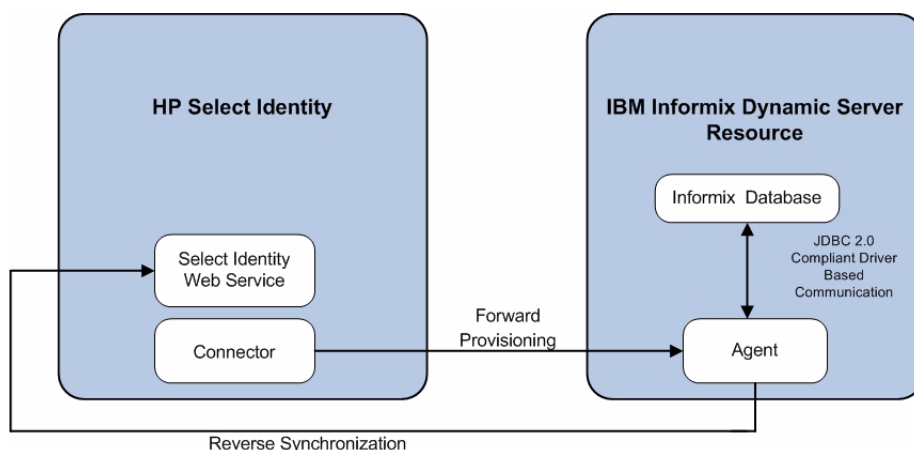 HP Select Identity
IBM Informix Dynamic Server
Resource
Informix Database
JDBC 2.0
Compliant Driver
Based
Communication
Select Identity
Web Service
Forward
Provisioning
Connector
Agent
Reverse Synchronization